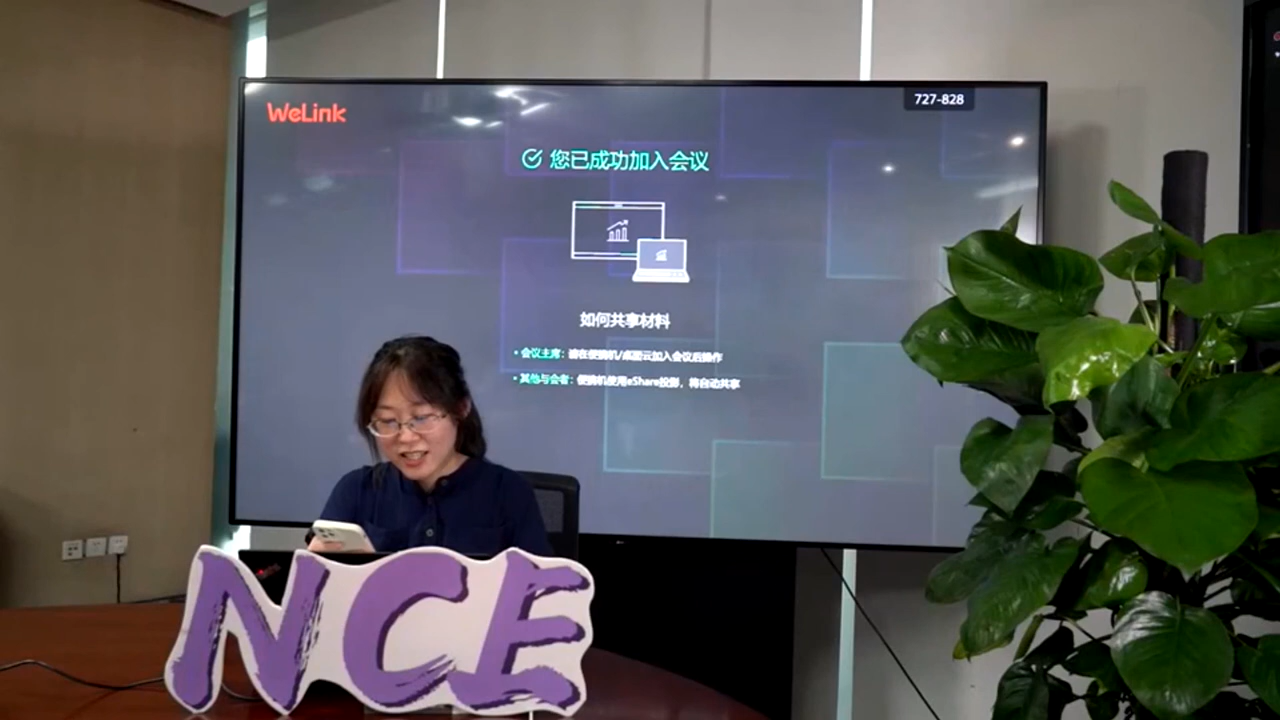 WeLink
727-828
您已成功加入会议
如何共享材料
• 会议主席：请在便携机/桌面云加入会议后操作
• 其他与会者：便携机使用eShare投影，将自动共享
NCE